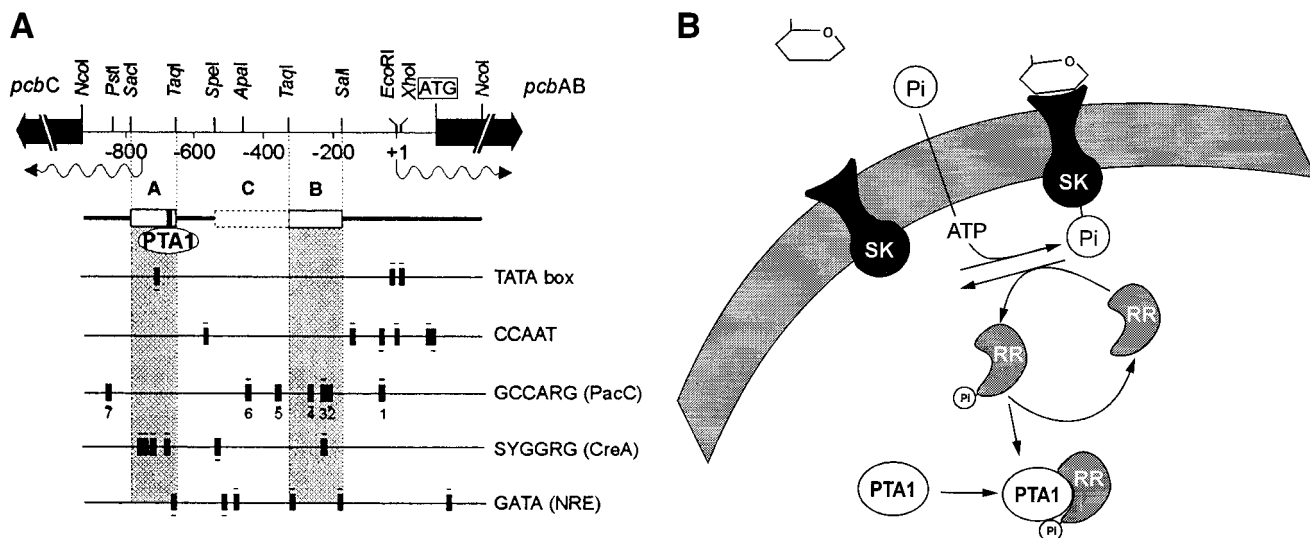 A
pcbC NcoI PstI SacI TaqI SpeI ApaI TaqI SalI EcoRI XhoI ATG NcoI pcbAB
-800 -600 -400 -200 +1
A C B
PTA1
TATA box
CCAAT
GCCARG (PacC)
7 6 5 4 32 1
SYGGRG (CreA)
GATA (NRE)
B
O
O
Pi
SK
SK
ATP
Pi
RR
RR
Pi
PTA1
PTA1
RR
Pi